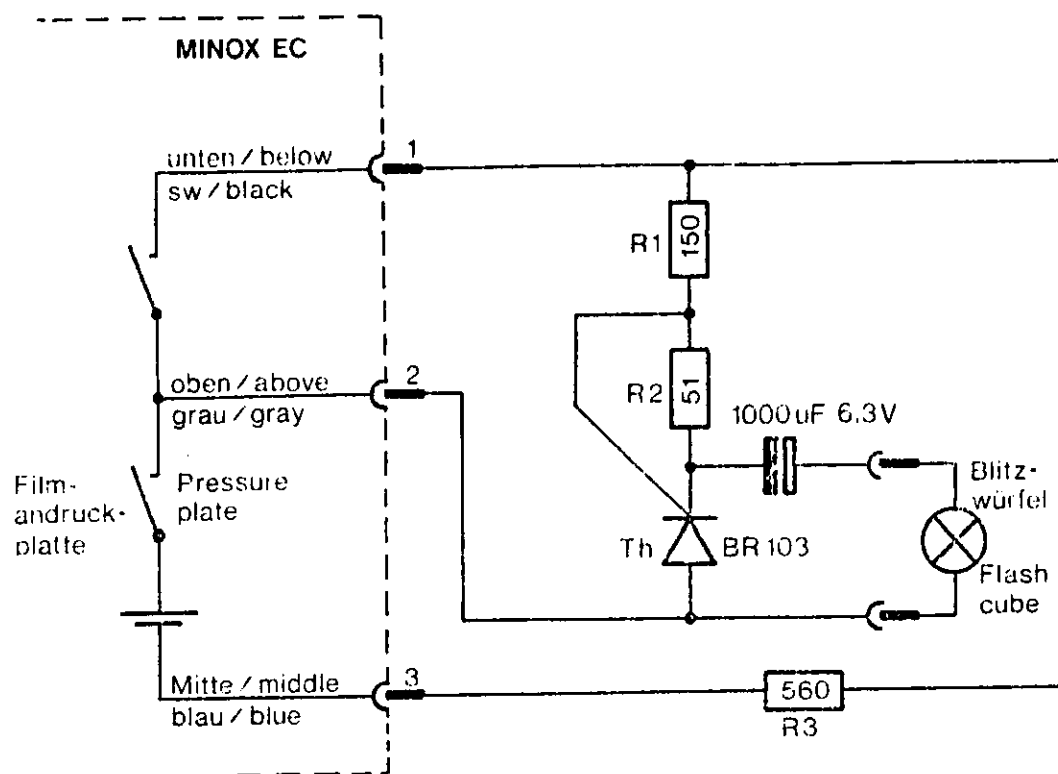 MINOX EC
unten / below
sw / black
1
R1
150
oben / above
grau / gray
2
R2
51
1000uF 6.3V
Film-
andruck-
platte
Pressure
plate
Th
BR 103
Blitz-
würfel
Flash
cube
Mitte / middle
blau / blue
3
560
R3